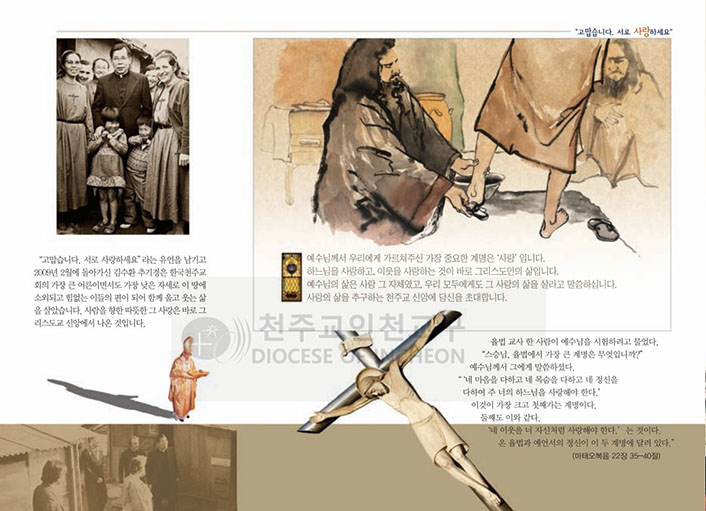 "고맙습니다. 서로 사랑하세요"
"고맙습니다. 서로 사랑하세요" 라는 유언을 남기고
2009년 2월에 돌아가신 김수환 추기경은 한국천주교
회의 가장 큰 어른이면서도 가장 낮은 자세로 이 땅에
소외되고 힘없는 이들의 편이 되어 함께 울고 웃는 삶
을 살았습니다. 사람을 향한 따뜻한 그 사랑은 바로 그
리스도교 신앙에서 나온 것입니다.
예수님께서 우리에게 가르쳐주신 가장 중요한 계명은 '사랑' 입니다.
하느님을 사랑하고, 이웃을 사랑하는 것이 바로 그리스도인의 삶입니다.
예수님의 삶은 사랑 그 자체였고, 우리 모두에게도 그 사랑의 삶을 살라고 말씀하십니다.
사랑의 삶을 추구하는 천주교 신앙에 당신을 초대합니다.
천주교인천교구
DIOCESE OF INCHEON
율법 교사 한 사람이 예수님을 시험하려고 물었다.
"스승님, 율법에서 가장 큰 계명은 무엇입니까?"
예수님께서 그에게 말씀하셨다.
"'네 마음을 다하고 네 목숨을 다하고 네 정신을
다하여 주 너의 하느님을 사랑해야 한다.'
이것이 가장 크고 첫째가는 계명이다.
둘째도 이와 같다.
'네 이웃을 너 자신처럼 사랑해야 한다.' 는 것이다.
온 율법과 예언서의 정신이 이 두 계명에 달려 있다."
(마태오복음 22장 35-40절)